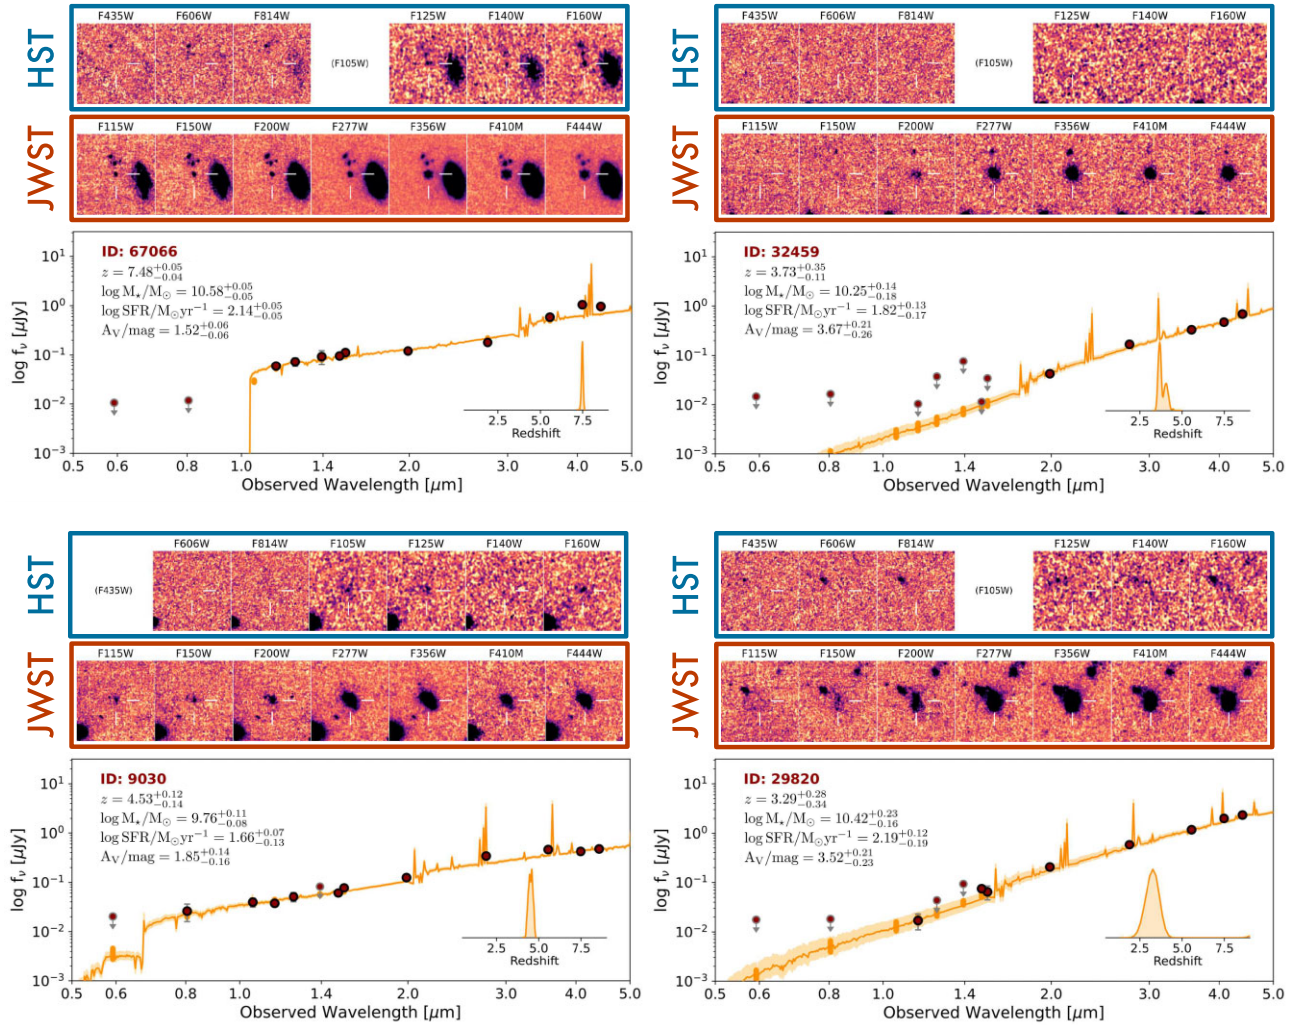 HST
F435W F606W F814W F125W F140W F160W
(F105W)
JWST
F115W F150W F200W F277W F356W F410M F444W
ID: 67066
z = 7.48+0.05 −0.04
log M⋆/M⊙ = 10.58+0.05 −0.05
log SFR/M⊙yr−1 = 2.14+0.05 −0.05
AV/mag = 1.52+0.06 −0.06
log fν [μJy]
10^1
10^0
10^−1
10^−2
10^−3
2.5 5.0 7.5
Redshift
0.5 0.6 0.8 1.0 1.4 2.0 3.0 4.0 5.0
Observed Wavelength [μm]
HST
F435W F606W F814W F125W F140W F160W
(F105W)
JWST
F115W F150W F200W F277W F356W F410M F444W
ID: 32459
z = 3.73+0.35 −0.11
log M⋆/M⊙ = 10.25+0.14 −0.18
log SFR/M⊙yr−1 = 1.82+0.13 −0.17
AV/mag = 3.67+0.21 −0.26
log fν [μJy]
10^1
10^0
10^−1
10^−2
10^−3
2.5 5.0 7.5
Redshift
0.5 0.6 0.8 1.0 1.4 2.0 3.0 4.0 5.0
Observed Wavelength [μm]
HST
F606W F814W F105W F125W F140W F160W
(F435W)
JWST
F115W F150W F200W F277W F356W F410M F444W
ID: 9030
z = 4.53+0.12 −0.14
log M⋆/M⊙ = 9.76+0.11 −0.08
log SFR/M⊙yr−1 = 1.66+0.07 −0.13
AV/mag = 1.85+0.14 −0.16
log fν [μJy]
10^1
10^0
10^−1
10^−2
10^−3
2.5 5.0 7.5
Redshift
0.5 0.6 0.8 1.0 1.4 2.0 3.0 4.0 5.0
Observed Wavelength [μm]
HST
F435W F606W F814W F125W F140W F160W
(F105W)
JWST
F115W F150W F200W F277W F356W F410M F444W
ID: 29820
z = 3.29+0.28 −0.34
log M⋆/M⊙ = 10.42+0.23 −0.16
log SFR/M⊙yr−1 = 2.19+0.12 −0.19
AV/mag = 3.52+0.21 −0.23
log fν [μJy]
10^1
10^0
10^−1
10^−2
10^−3
2.5 5.0 7.5
Redshift
0.5 0.6 0.8 1.0 1.4 2.0 3.0 4.0 5.0
Observed Wavelength [μm]